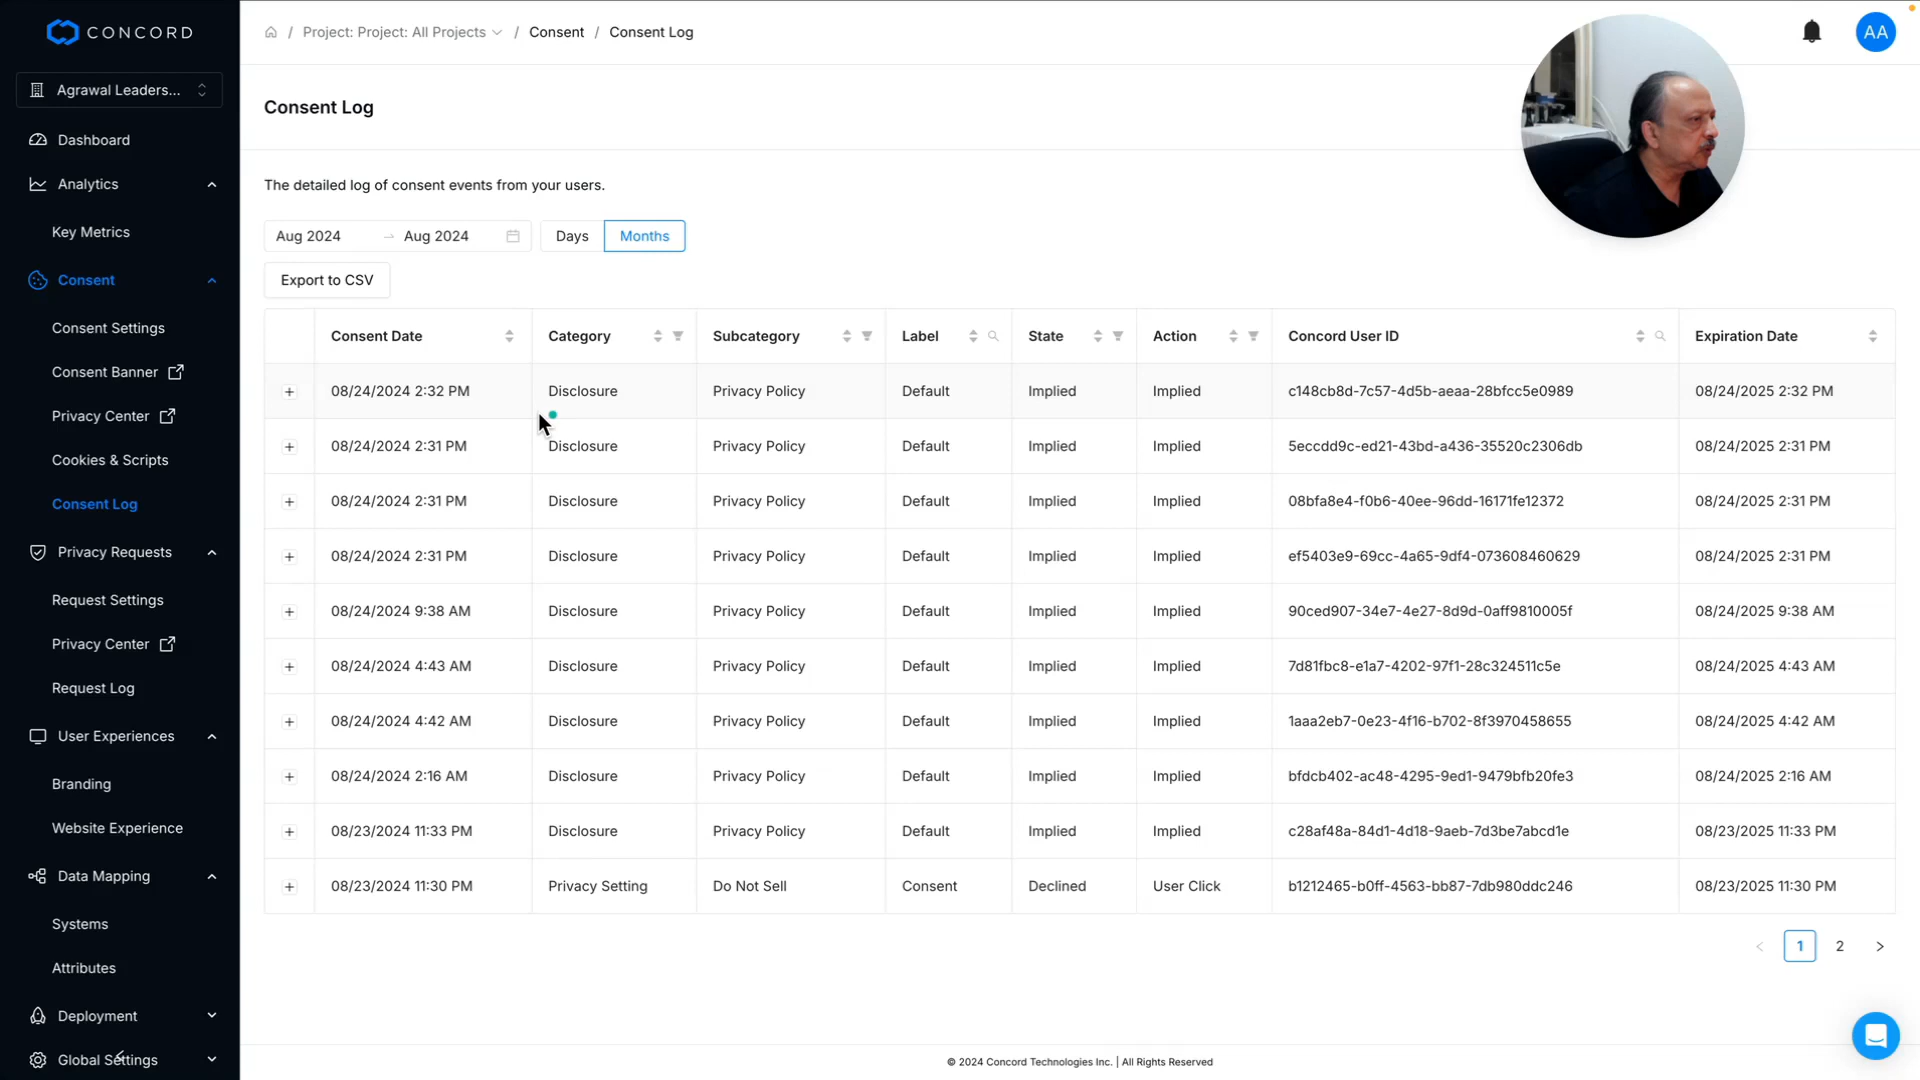 CONCORD
Agrawal Leaders...
Dashboard
Analytics
Key Metrics
Consent
Consent Settings
Consent Banner
Privacy Center
Cookies & Scripts
Consent Log
Privacy Requests
Request Settings
Privacy Center
Request Log
User Experiences
Branding
Website Experience
Data Mapping
Systems
Attributes
Deployment
Global Settings
/ Project: Project: All Projects / Consent / Consent Log
AA
Consent Log
The detailed log of consent events from your users.
Aug 2024 → Aug 2024 Days Months
Export to CSV
Consent Date Category Subcategory Label State Action Concord User ID Expiration Date
+ 08/24/2024 2:32 PM Disclosure Privacy Policy Default Implied Implied c148cb8d-7c57-4d5b-aeaa-28bfcc5e0989 08/24/2025 2:32 PM
+ 08/24/2024 2:31 PM Disclosure Privacy Policy Default Implied Implied 5eccdd9c-ed21-43bd-a436-35520c2306db 08/24/2025 2:31 PM
+ 08/24/2024 2:31 PM Disclosure Privacy Policy Default Implied Implied 08bfa8e4-f0b6-40ee-96dd-16171fe12372 08/24/2025 2:31 PM
+ 08/24/2024 2:31 PM Disclosure Privacy Policy Default Implied Implied ef5403e9-69cc-4a65-9df4-073608460629 08/24/2025 2:31 PM
+ 08/24/2024 9:38 AM Disclosure Privacy Policy Default Implied Implied 90ced907-34e7-4e27-8d9d-0aff9810005f 08/24/2025 9:38 AM
+ 08/24/2024 4:43 AM Disclosure Privacy Policy Default Implied Implied 7d81fbc8-e1a7-4202-97f1-28c324511c5e 08/24/2025 4:43 AM
+ 08/24/2024 4:42 AM Disclosure Privacy Policy Default Implied Implied 1aaa2eb7-0e23-4f16-b702-8f3970458655 08/24/2025 4:42 AM
+ 08/24/2024 2:16 AM Disclosure Privacy Policy Default Implied Implied bfdcb402-ac48-4295-9ed1-9479bfb20fe3 08/24/2025 2:16 AM
+ 08/23/2024 11:33 PM Disclosure Privacy Policy Default Implied Implied c28af48a-84d1-4d18-9aeb-7d3be7abcd1e 08/23/2025 11:33 PM
+ 08/23/2024 11:30 PM Privacy Setting Do Not Sell Consent Declined User Click b1212465-b0ff-4563-bb87-7db980ddc246 08/23/2025 11:30 PM
< 1 2 >
© 2024 Concord Technologies Inc. | All Rights Reserved